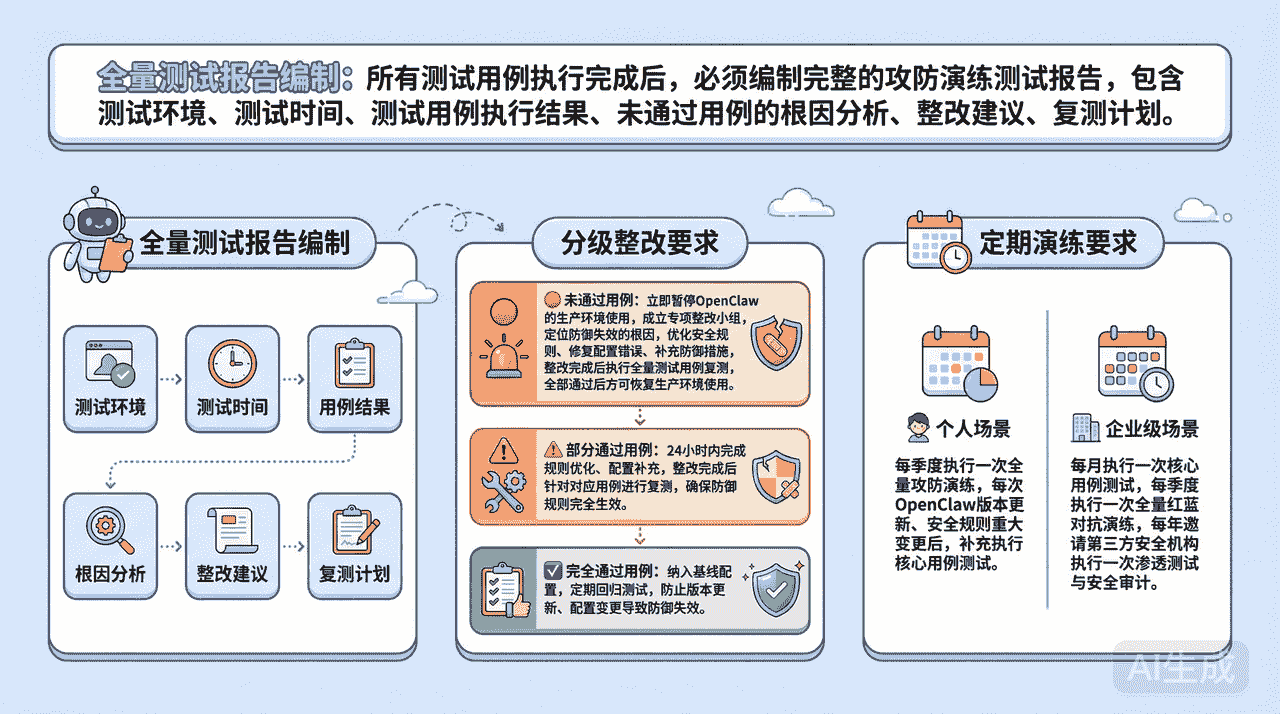 全量测试报告编制：所有测试用例执行完成后，必须编制完整的攻防演练测试报告，包含
测试环境、测试时间、测试用例执行结果、未通过用例的根因分析、整改建议、复测计划。
全量测试报告编制
测试环境
测试时间
用例结果
根因分析
整改建议
复测计划
分级整改要求
未通过用例：立即暂停OpenClaw
的生产环境使用，成立专项整改小组，
定位防御失效的根因，优化安全规
则、修复配置错误、补充防御措施，
整改完成后执行全量测试用例复测，
全部通过后方可恢复生产环境使用。
部分通过用例：24小时内完成
规则优化、配置补充，整改完成后
针对对应用例进行复测，确保防御
规则完全生效。
完全通过用例：纳入基线配
置，定期回归测试，防止版本更
新、配置变更导致防御失效。
定期演练要求
个人场景
每季度执行一次全
量攻防演练，每次
OpenClaw版本更
新、安全规则重大
变更后，补充执行
核心用例测试。
企业级场景
每月执行一次核心
用例测试，每季度
执行一次全量红蓝
对抗演练，每年邀
请第三方安全机构
执行一次渗透测试
与安全审计。
AI生成